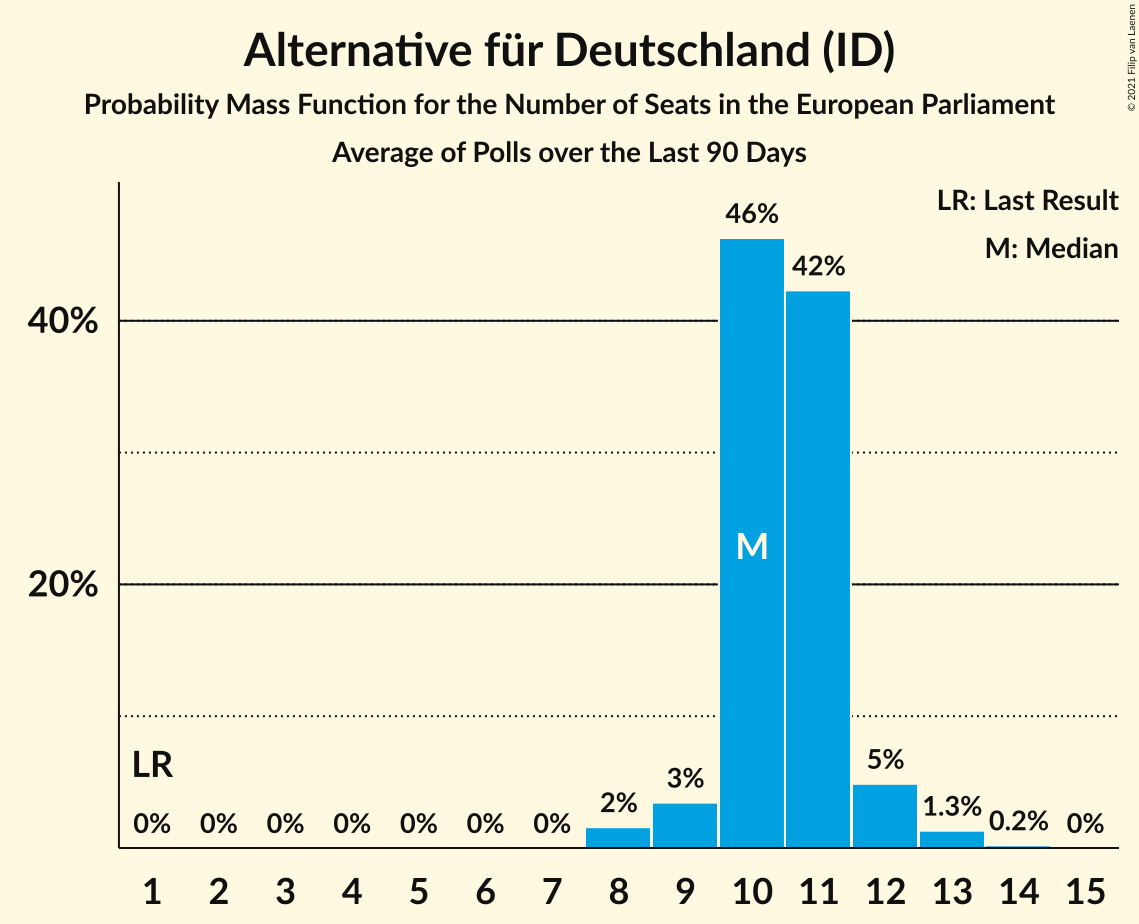 Alternative für Deutschland (ID)
Probability Mass Function for the Number of Seats in the European Parliament
Average of Polls over the Last 90 Days
© 2021 Filip van Laenen
LR: Last Result
M: Median
46%
42%
40%
M
20%
LR
5%
3%
2%
1.3%
0.2%
0% 0% 0% 0% 0% 0% 0% 0%
1 2 3 4 5 6 7 8 9 10 11 12 13 14 15